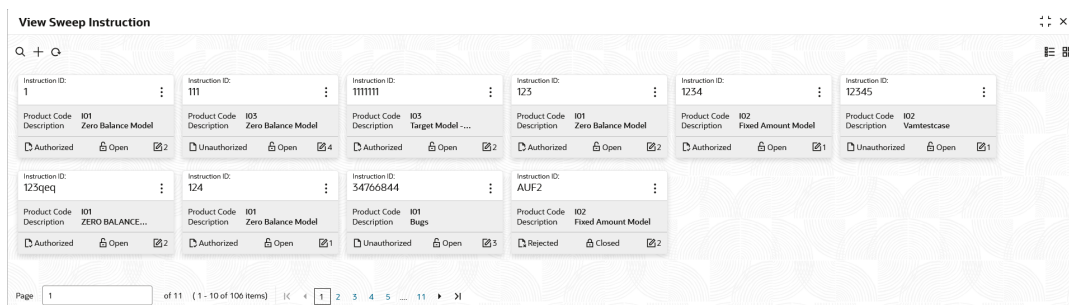 View Sweep Instruction
Instruction ID:
1
Product Code I01
Description Zero Balance Model
Authorized Open 2
Instruction ID:
111
Product Code I03
Description Zero Balance Model
Unauthorized Open 4
Instruction ID:
1111111
Product Code I03
Description Target Model -...
Authorized Open 2
Instruction ID:
123
Product Code I01
Description Zero Balance Model
Authorized Open 2
Instruction ID:
1234
Product Code I02
Description Fixed Amount Model
Authorized Open 1
Instruction ID:
12345
Product Code I02
Description Vamtestcase
Unauthorized Open 1
Instruction ID:
123qeq
Product Code I01
Description ZERO BALANCE...
Authorized Open 2
Instruction ID:
124
Product Code I01
Description Zero Balance Model
Authorized Open 1
Instruction ID:
34766844
Product Code I01
Description Bugs
Unauthorized Open 3
Instruction ID:
AUF2
Product Code I02
Description Fixed Amount Model
Rejected Closed 2
Page 1 of 11 ( 1 - 10 of 106 items) 1 2 3 4 5 .... 11